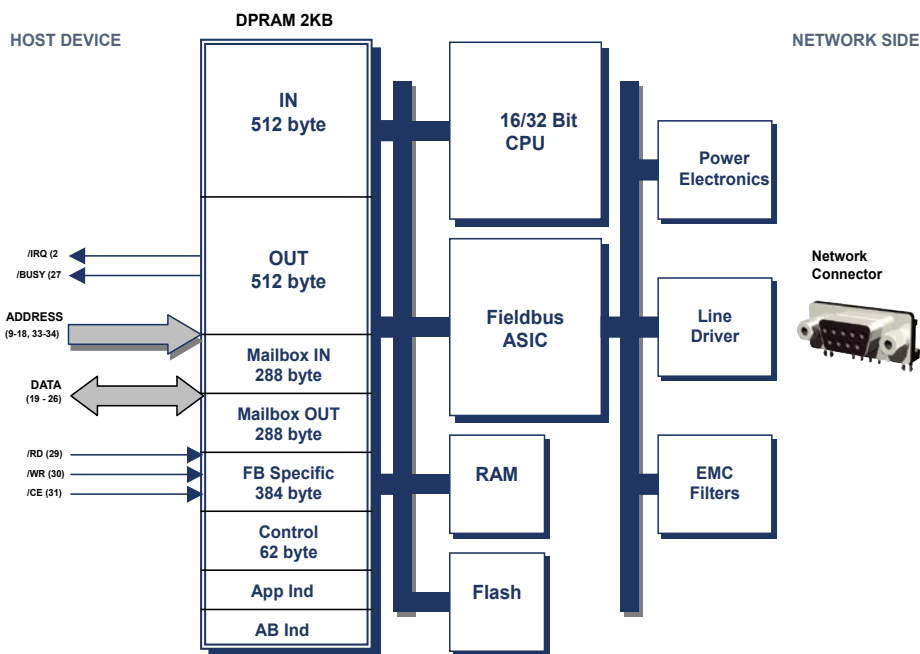 DPRAM 2KB
HOST DEVICE
NETWORK SIDE
IN
512 byte
OUT
512 byte
Mailbox IN
288 byte
Mailbox OUT
288 byte
FB Specific
384 byte
Control
62 byte
App Ind
AB Ind
/IRQ (2
/BUSY (27
ADDRESS
(9-18, 33-34)
DATA
(19 - 26)
/RD (29)
/WR (30)
/CE (31)
16/32 Bit
CPU
Fieldbus
ASIC
RAM
Flash
Power
Electronics
Line
Driver
EMC
Filters
Network
Connector